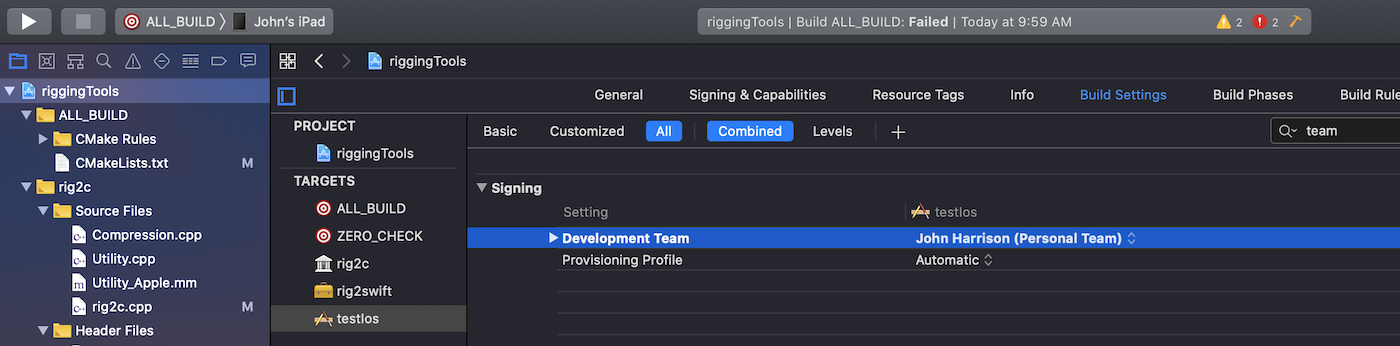 ALL_BUILD 〉 John's iPad
riggingTools | Build ALL_BUILD: Failed | Today at 9:59 AM
2
2
riggingTools
riggingTools
General Signing & Capabilities Resource Tags Info Build Settings Build Phases Build Rule
ALL_BUILD
CMake Rules
CMakeLists.txt M
rig2c
Source Files
Compression.cpp
Utility.cpp
Utility_Apple.mm
rig2c.cpp M
Header Files
PROJECT
riggingTools
TARGETS
ALL_BUILD
ZERO_CHECK
rig2c
rig2swift
testIos
Basic Customized All Combined Levels +
team
Signing
Setting testIos
Development Team John Harrison (Personal Team)
Provisioning Profile Automatic